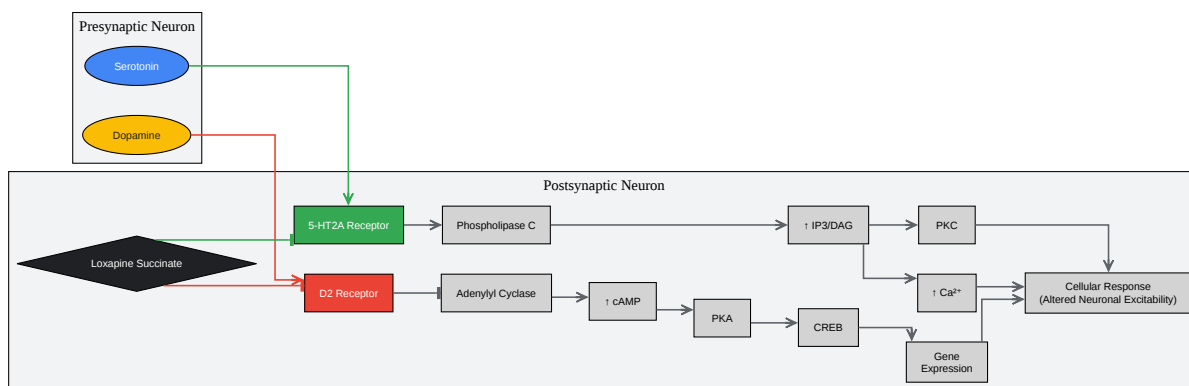 Presynaptic Neuron
Serotonin
Dopamine
Postsynaptic Neuron
5-HT2A Receptor
Phospholipase C
↑ IP3/DAG
PKC
Loxapine Succinate
D2 Receptor
Adenylyl Cyclase
↑ cAMP
PKA
CREB
↑ Ca²⁺
Gene
Expression
Cellular Response
(Altered Neuronal Excitability)